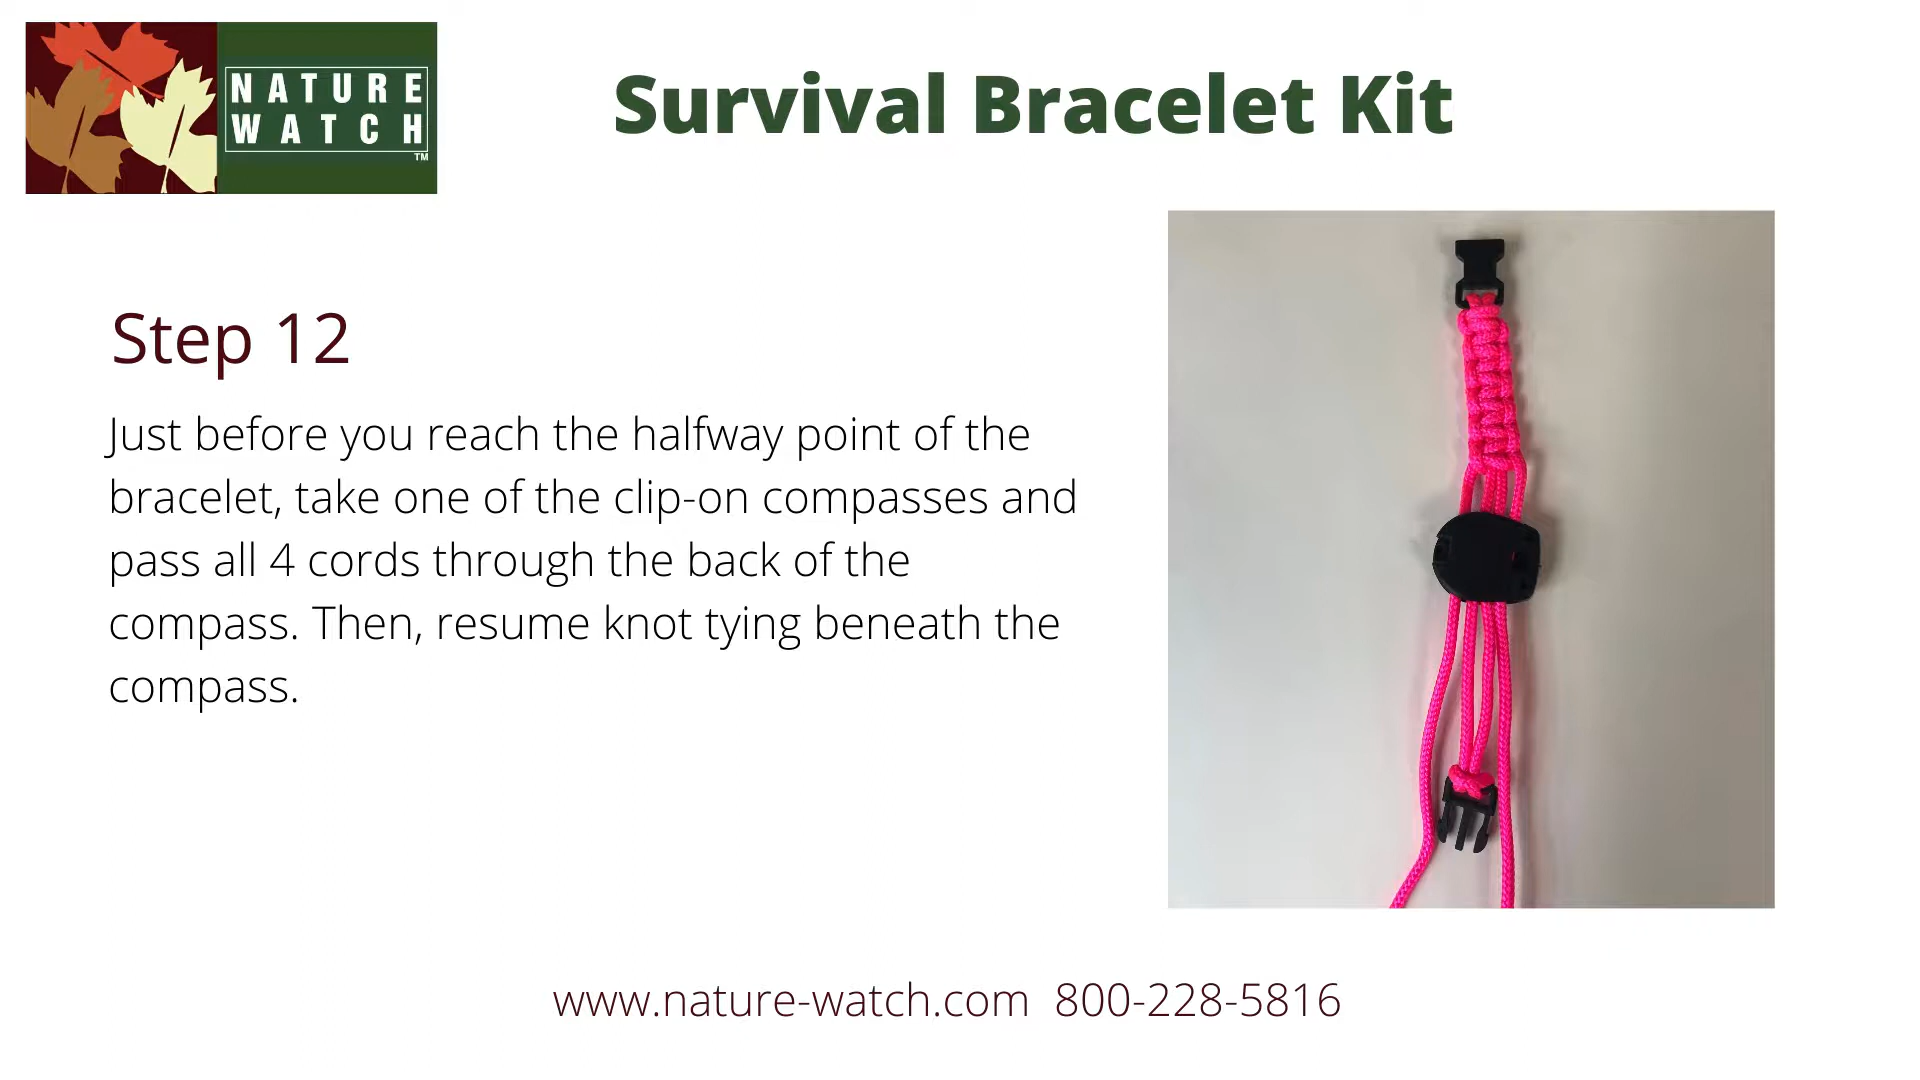 NATURE
WATCH
TM
Survival Bracelet Kit
Step 12
Just before you reach the halfway point of the
bracelet, take one of the clip-on compasses and
pass all 4 cords through the back of the
compass. Then, resume knot tying beneath the
compass.
www.nature-watch.com 800-228-5816